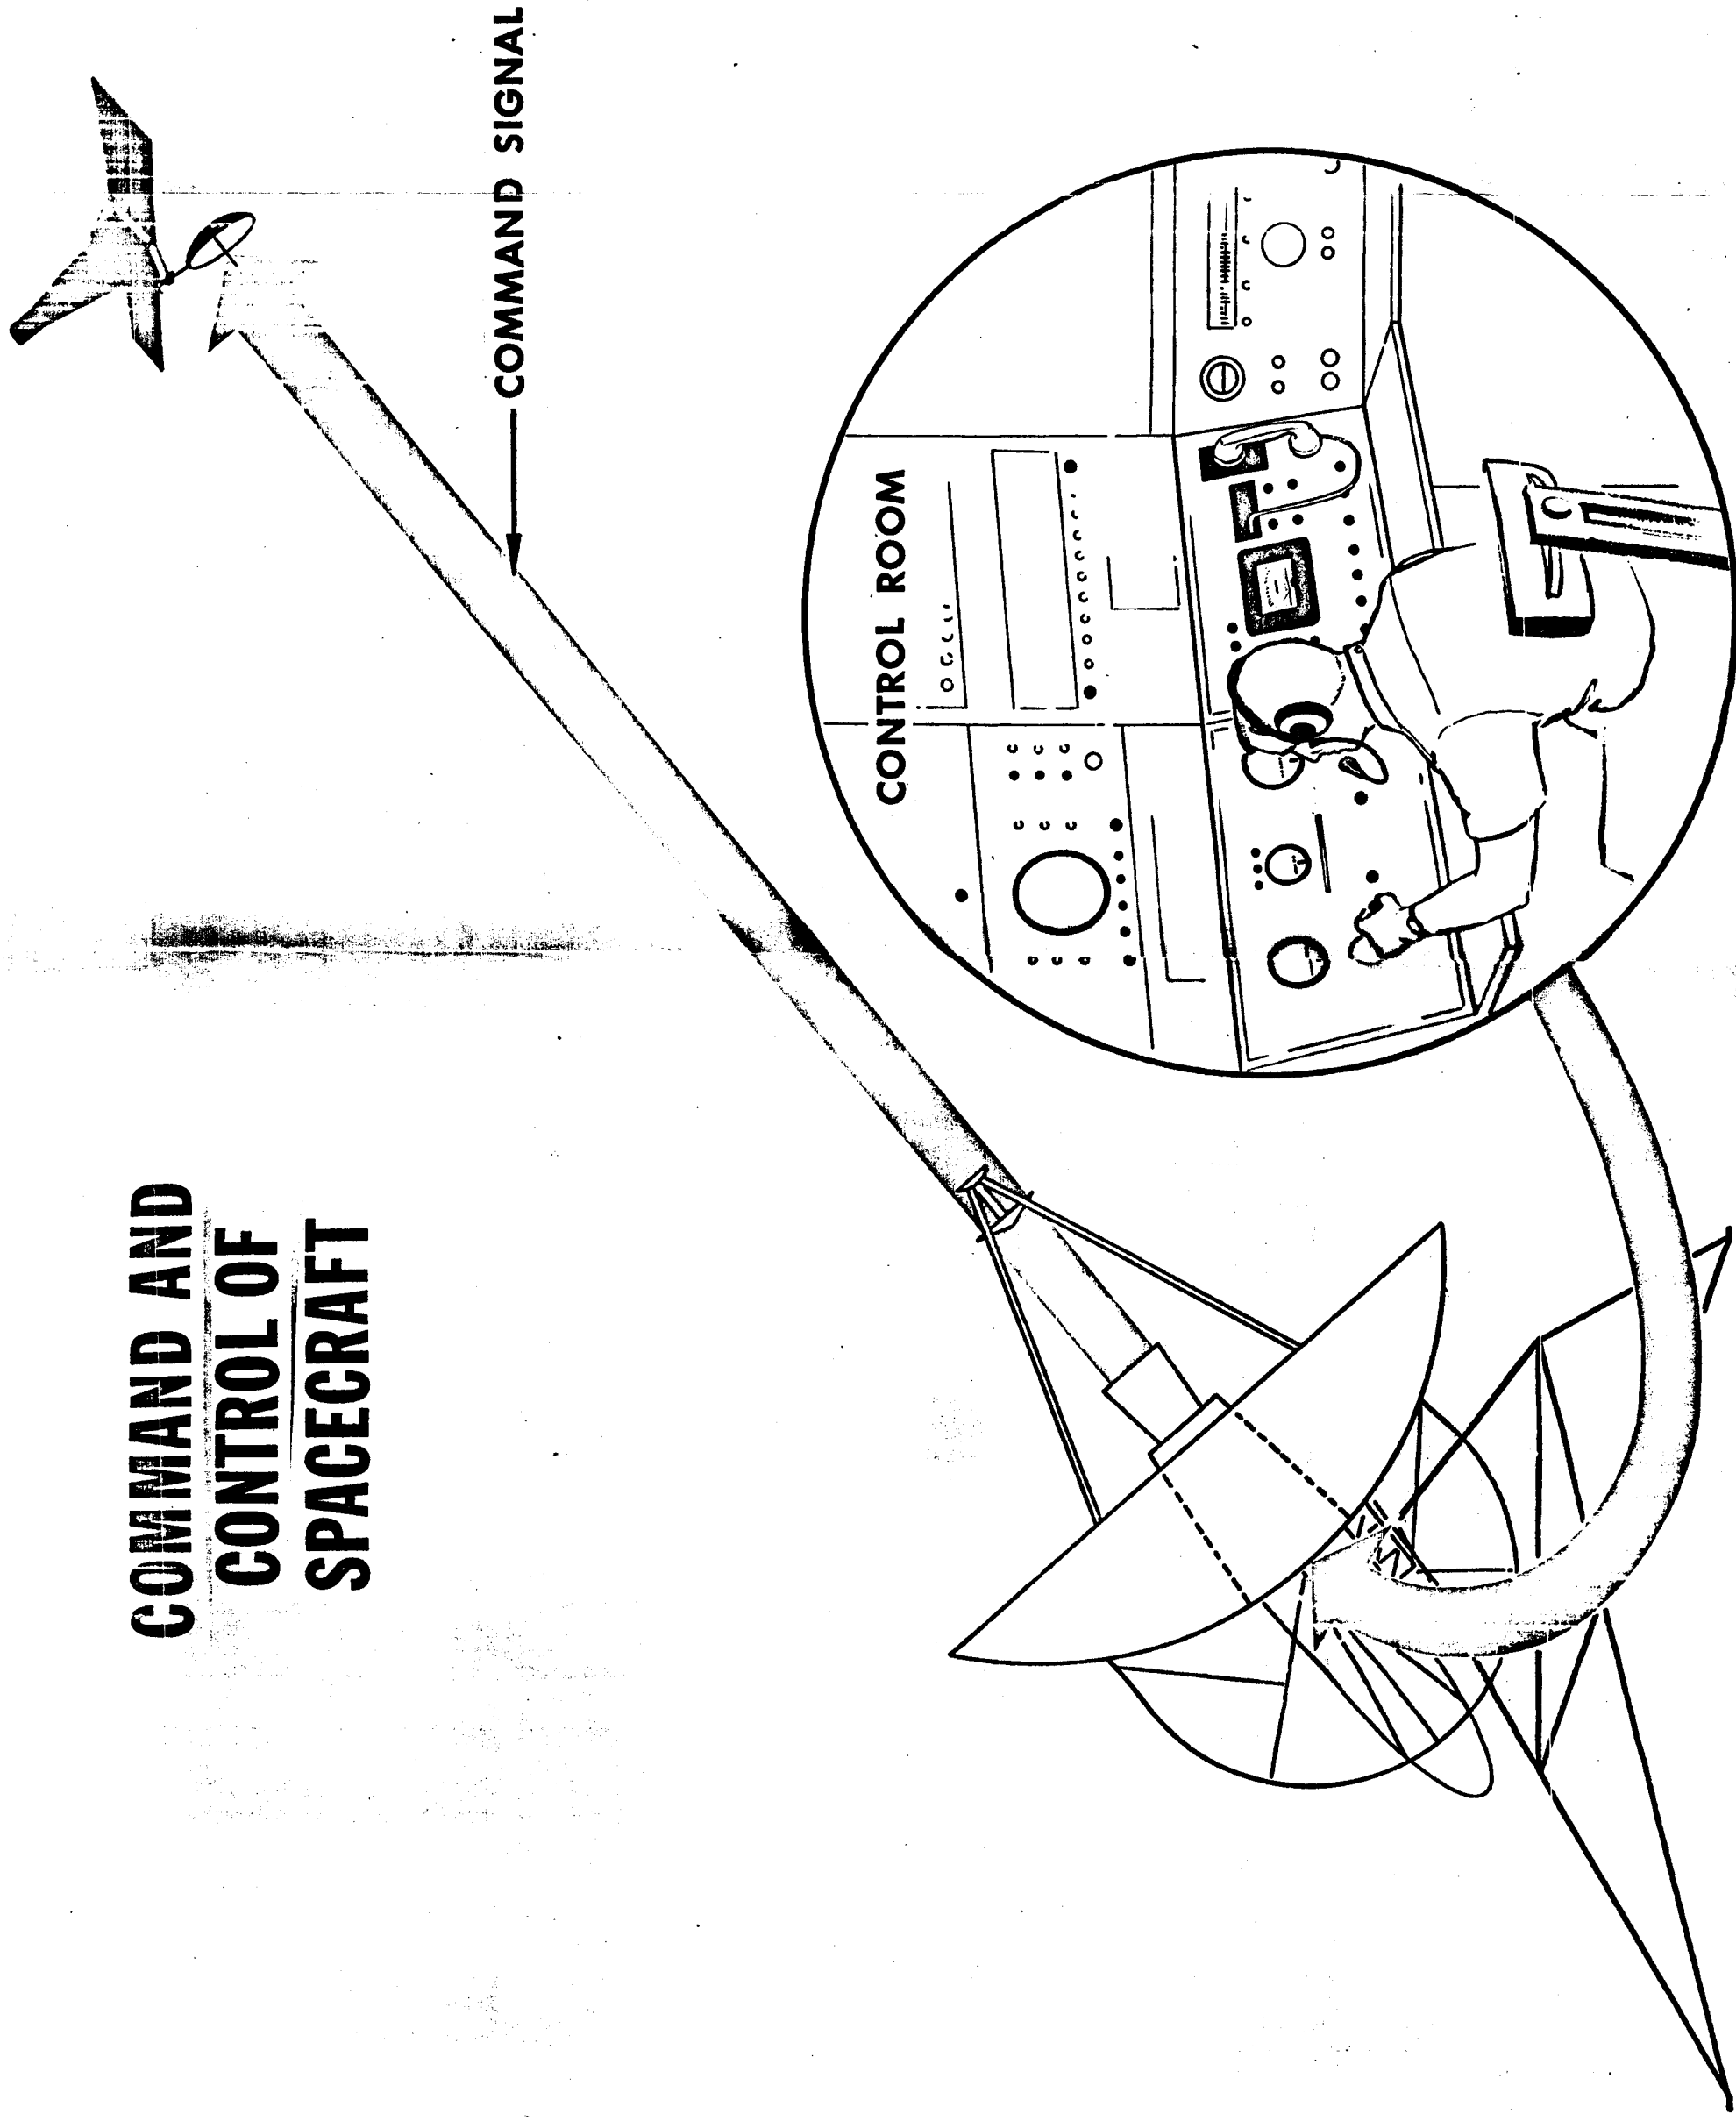 COMMAND AND
CONTROL OF
SPACECRAFT
COMMAND SIGNAL
CONTROL ROOM